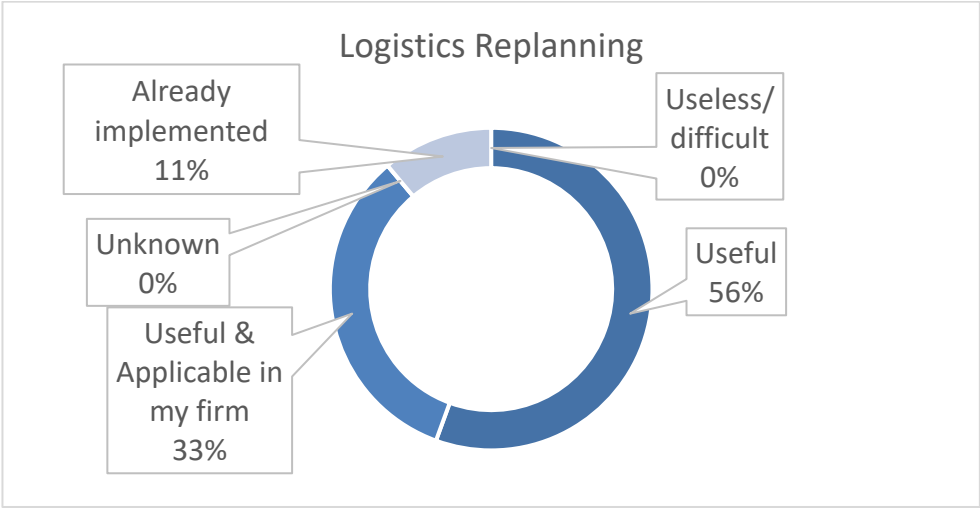 Logistics Replanning
Already
implemented
11%
Useless/
difficult
0%
Unknown
0%
Useful
56%
Useful &
Applicable in
my firm
33%